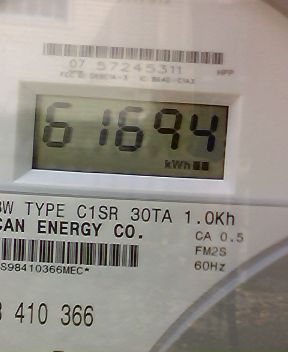 07 57245311 HPP
61694
kWh
3W TYPE C1SR 30TA 1.0Kh
CAN ENERGY CO. CA 0.5
FM2S
S98410366MEC* 60Hz
410 366